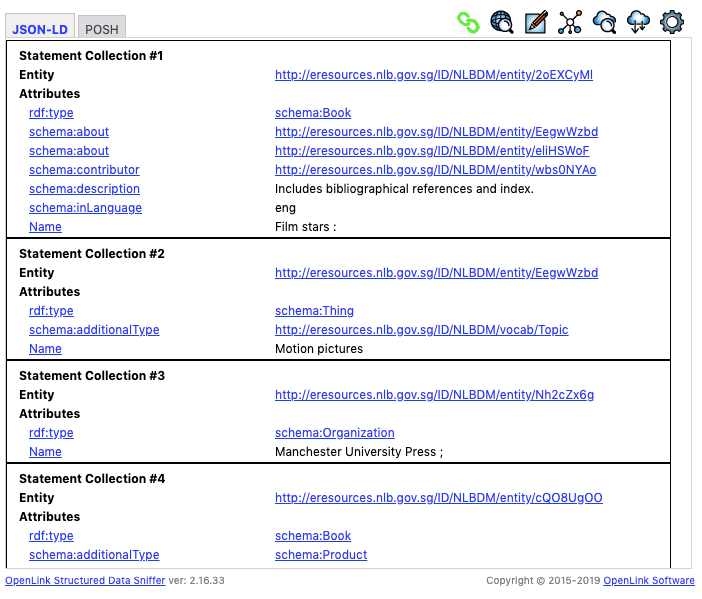 JSON-LD POSH
Statement Collection #1
Entity http://eresources.nlb.gov.sg/ID/NLBDM/entity/2oEXCyMl
Attributes
rdf:type schema:Book
schema:about http://eresources.nlb.gov.sg/ID/NLBDM/entity/EegwWzbd
schema:about http://eresources.nlb.gov.sg/ID/NLBDM/entity/eliHSWoF
schema:contributor http://eresources.nlb.gov.sg/ID/NLBDM/entity/wbs0NYAo
schema:description Includes bibliographical references and index.
schema:inLanguage eng
Name Film stars :
Statement Collection #2
Entity http://eresources.nlb.gov.sg/ID/NLBDM/entity/EegwWzbd
Attributes
rdf:type schema:Thing
schema:additionalType http://eresources.nlb.gov.sg/ID/NLBDM/vocab/Topic
Name Motion pictures
Statement Collection #3
Entity http://eresources.nlb.gov.sg/ID/NLBDM/entity/Nh2cZx6g
Attributes
rdf:type schema:Organization
Name Manchester University Press ;
Statement Collection #4
Entity http://eresources.nlb.gov.sg/ID/NLBDM/entity/cQO8UgOO
Attributes
rdf:type schema:Book
schema:additionalType schema:Product
OpenLink Structured Data Sniffer ver: 2.16.33 Copyright © 2015-2019 OpenLink Software